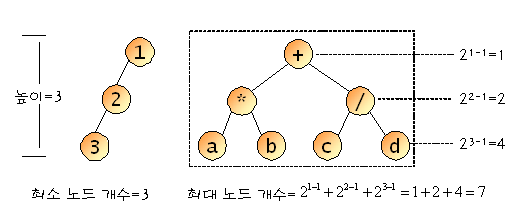 1
+
2^{1-1}=1
높이=3
2
*
/
2^{2-1}=2
3
a
b
c
d
2^{3-1}=4
최소 노드 개수=3
최대 노드 개수= 2^{1-1}+2^{2-1}+2^{3-1}=1+2+4=7